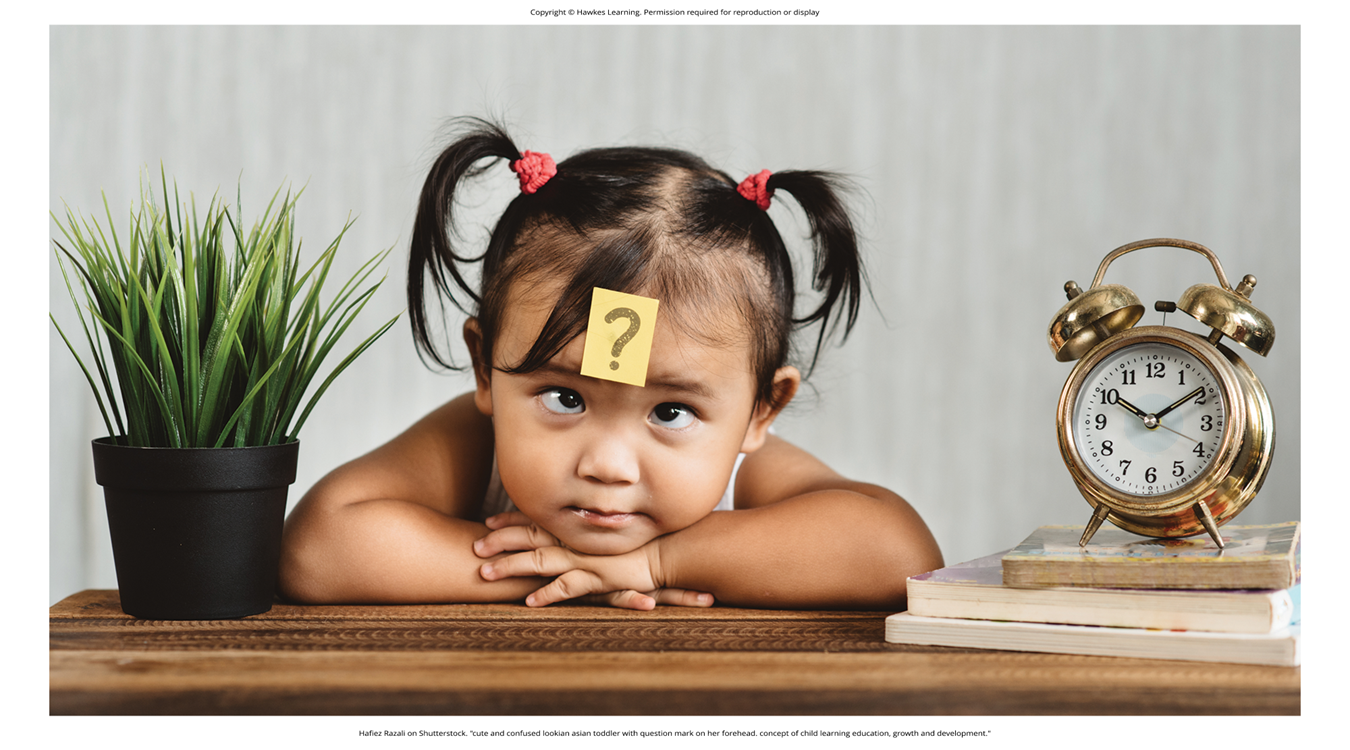 Copyright © Hawkes Learning. Permission required for reproduction or display
?
11 12 1
10 2
9 3
8 4
7 6 5
Hafiez Razali on Shutterstock. "cute and confused lookian asian toddler with question mark on her forehead. concept of child learning education, growth and development."